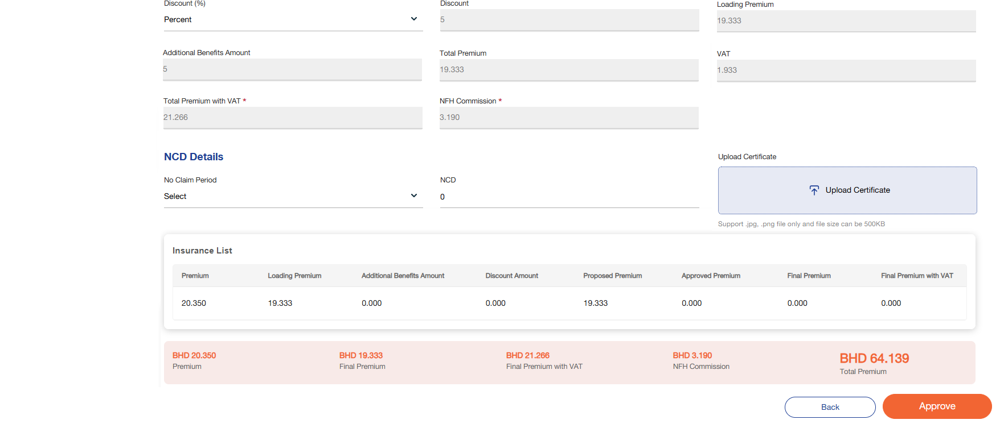 Discount (%)
Discount
Loading Premium
Percent
5
19.333
Additional Benefits Amount
Total Premium
VAT
5
19.333
1.933
Total Premium with VAT *
NFH Commission *
21.266
3.190
NCD Details
Upload Certificate
No Claim Period
NCD
Select
0
Upload Certificate
Support .jpg, .png file only and file size can be 500KB
Insurance List
Premium Loading Premium Additional Benefits Amount Discount Amount Proposed Premium Approved Premium Final Premium Final Premium with VAT
20.350 19.333 0.000 0.000 19.333 0.000 0.000 0.000
BHD 20.350 BHD 19.333 BHD 21.266 BHD 3.190 BHD 64.139
Premium Final Premium Final Premium with VAT NFH Commission Total Premium
Back Approve